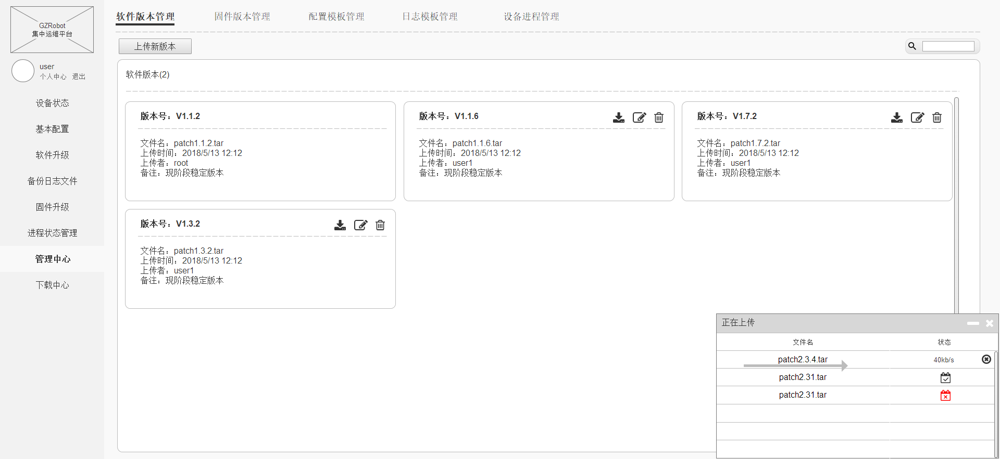 GZRobot
集中运维平台
user
个人中心 退出
设备状态
基本配置
软件升级
备份日志文件
固件升级
进程状态管理
管理中心
下载中心
软件版本管理 固件版本管理 配置模板管理 日志模板管理 设备进程管理
上传新版本
软件版本(2)
版本号：V1.1.2
文件名：patch1.1.2.tar
上传时间：2018/5/13 12:12
上传者：root
备注：现阶段稳定版本
版本号：V1.1.6
文件名：patch1.1.6.tar
上传时间：2018/5/13 12:12
上传者：user1
备注：现阶段稳定版本
版本号：V1.7.2
文件名：patch1.7.2.tar
上传时间：2018/5/13 12:12
上传者：user1
备注：现阶段稳定版本
版本号：V1.3.2
文件名：patch1.3.2.tar
上传时间：2018/5/13 12:12
上传者：user1
备注：现阶段稳定版本
正在上传
文件名 状态
patch2.3.4.tar 40kb/s
patch2.31.tar
patch2.31.tar